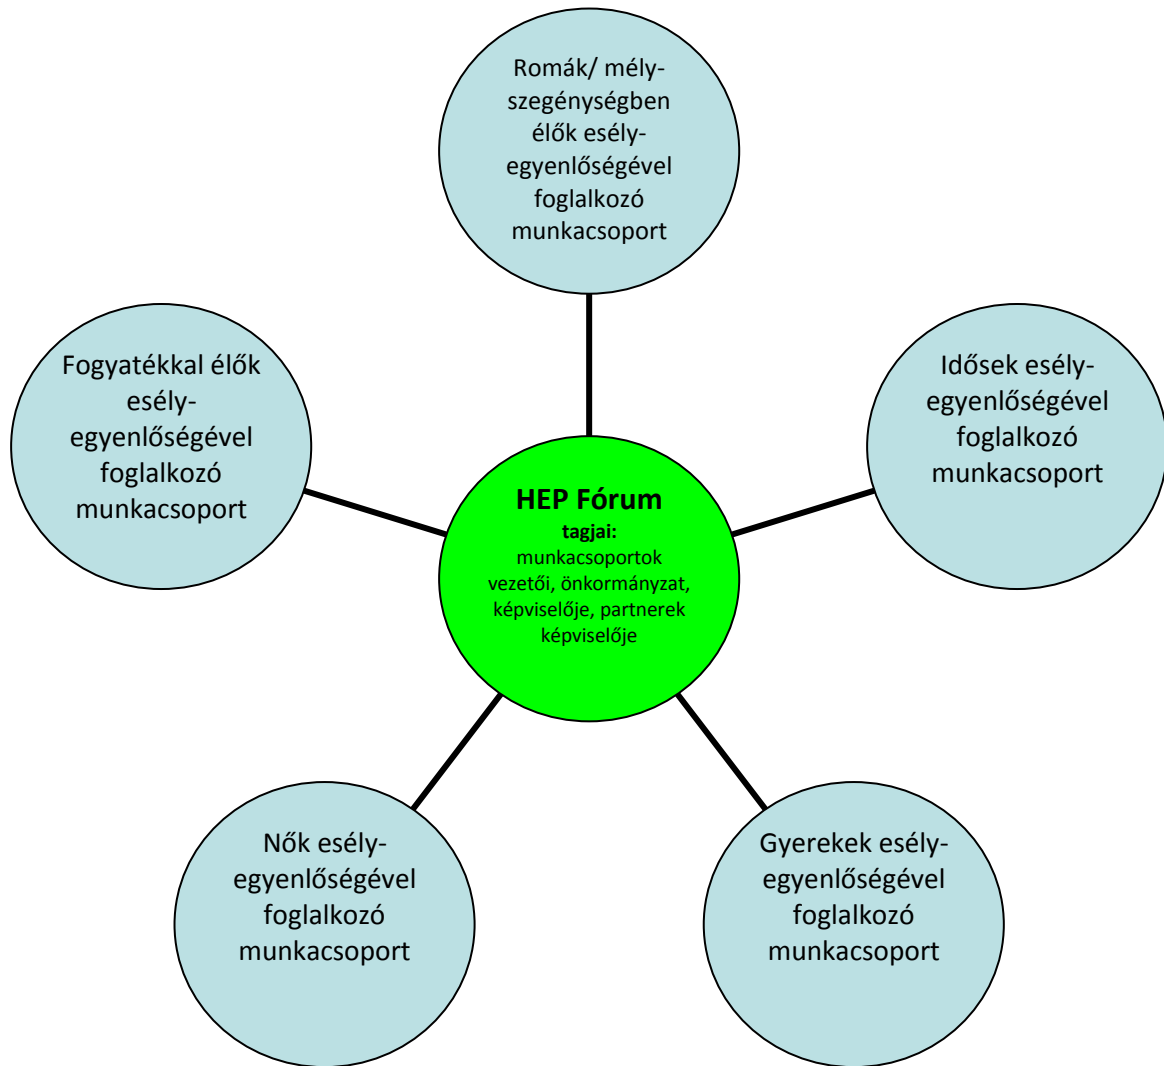 Romák/ mély-
szegénységben
élők esély-
egyenlőségével
foglalkozó
munkacsoport
Fogyatékkal élők
esély-
egyenlőségével
foglalkozó
munkacsoport
Idősek esély-
egyenlőségével
foglalkozó
munkacsoport
HEP Fórum
tagjai:
munkacsoportok
vezetői, önkormányzat,
képviselője, partnerek
képviselője
Nők esély-
egyenlőségével
foglalkozó
munkacsoport
Gyerekek esély-
egyenlőségével
foglalkozó
munkacsoport